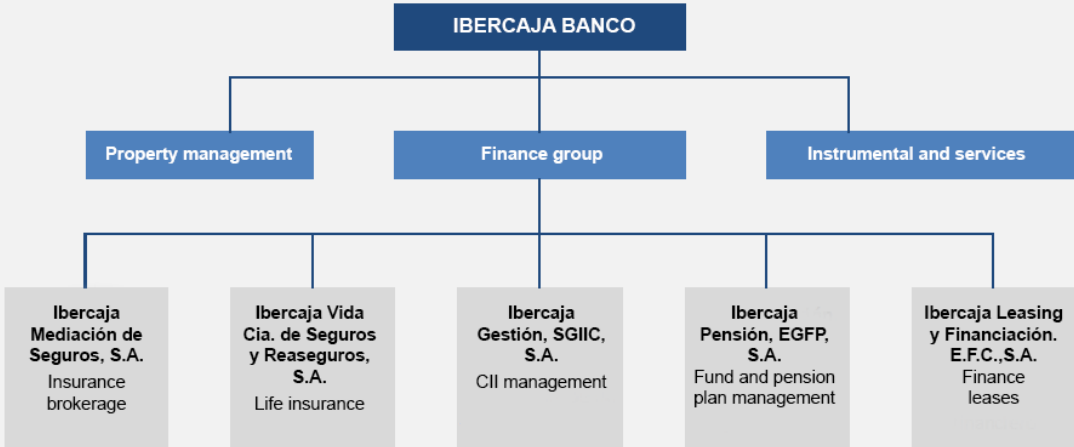 IBERCAJA BANCO
Property management
Finance group
Instrumental and services
Ibercaja
Mediación de
Seguros, S.A.
Insurance
brokerage
Ibercaja Vida
Cia. de Seguros
y Reaseguros,
S.A.
Life insurance
Ibercaja
Gestión, SGIIC,
S.A.
CII management
Ibercaja
Pensión, EGFP,
S.A.
Fund and pension
plan management
Ibercaja Leasing
y Financiación.
E.F.C.,S.A.
Finance
leases